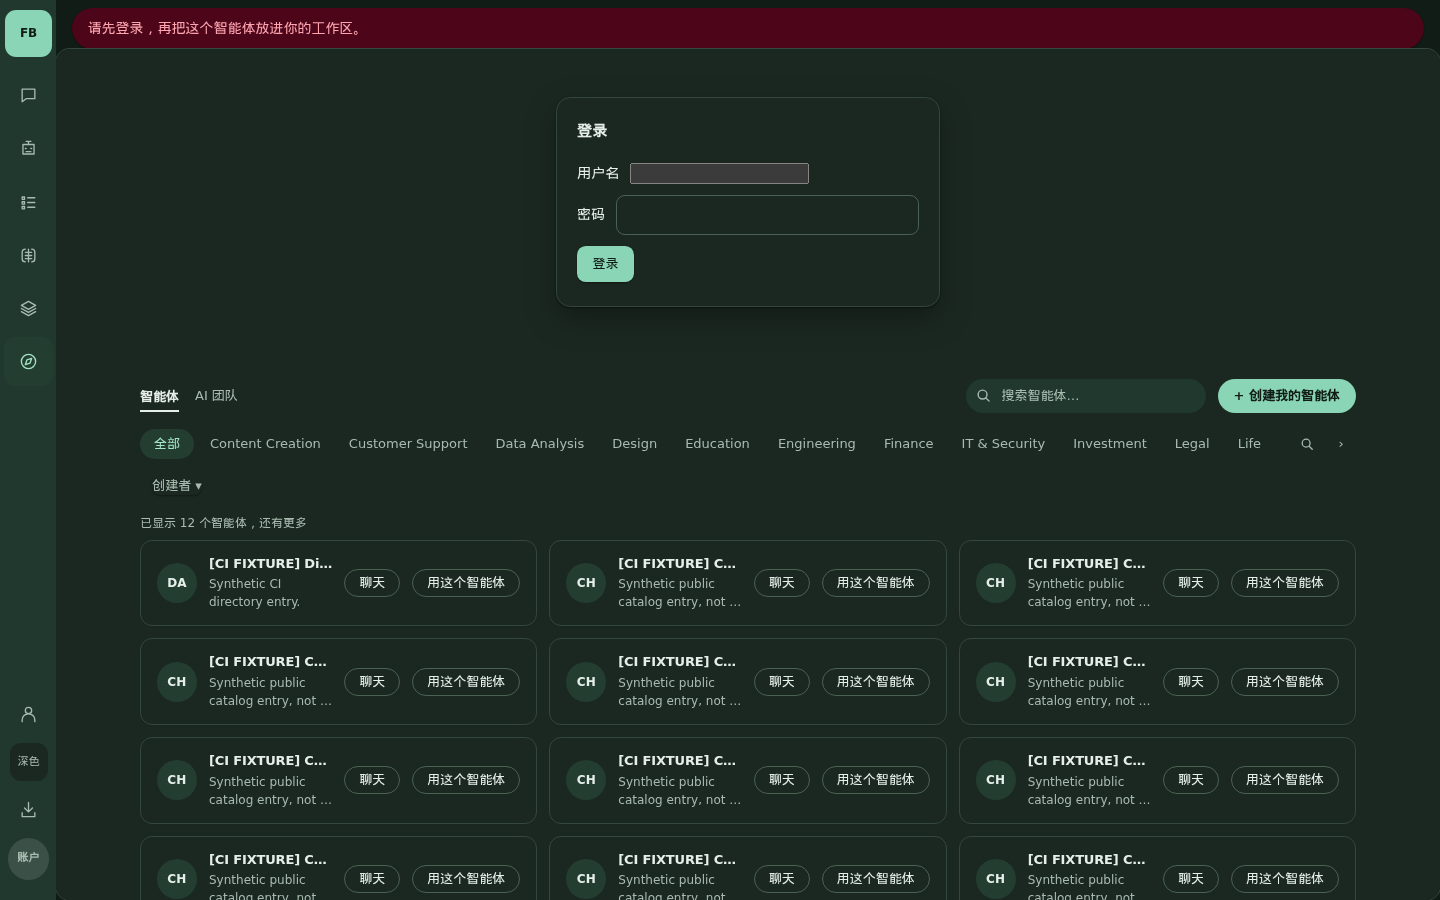 FB
请先登录，再把这个智能体放进你的工作区。
登录
用户名
密码
登录
智能体 AI 团队 搜索智能体... + 创建我的智能体
全部 Content Creation Customer Support Data Analysis Design Education Engineering Finance IT & Security Investment Legal Life ›
创建者 ▾
已显示 12 个智能体，还有更多
DA [CI FIXTURE] Di... 聊天 用这个智能体
Synthetic CI
directory entry.
CH [CI FIXTURE] C... 聊天 用这个智能体
Synthetic public
catalog entry, not ...
CH [CI FIXTURE] C... 聊天 用这个智能体
Synthetic public
catalog entry, not ...
CH [CI FIXTURE] C... 聊天 用这个智能体
Synthetic public
catalog entry, not ...
CH [CI FIXTURE] C... 聊天 用这个智能体
Synthetic public
catalog entry, not ...
CH [CI FIXTURE] C... 聊天 用这个智能体
Synthetic public
catalog entry, not ...
CH [CI FIXTURE] C... 聊天 用这个智能体
Synthetic public
catalog entry, not ...
CH [CI FIXTURE] C... 聊天 用这个智能体
Synthetic public
catalog entry, not ...
CH [CI FIXTURE] C... 聊天 用这个智能体
Synthetic public
catalog entry, not ...
CH [CI FIXTURE] C... 聊天 用这个智能体
Synthetic public
catalog entry, not
CH [CI FIXTURE] C... 聊天 用这个智能体
Synthetic public
catalog entry, not
CH [CI FIXTURE] C... 聊天 用这个智能体
Synthetic public
catalog entry, not
深色
账户